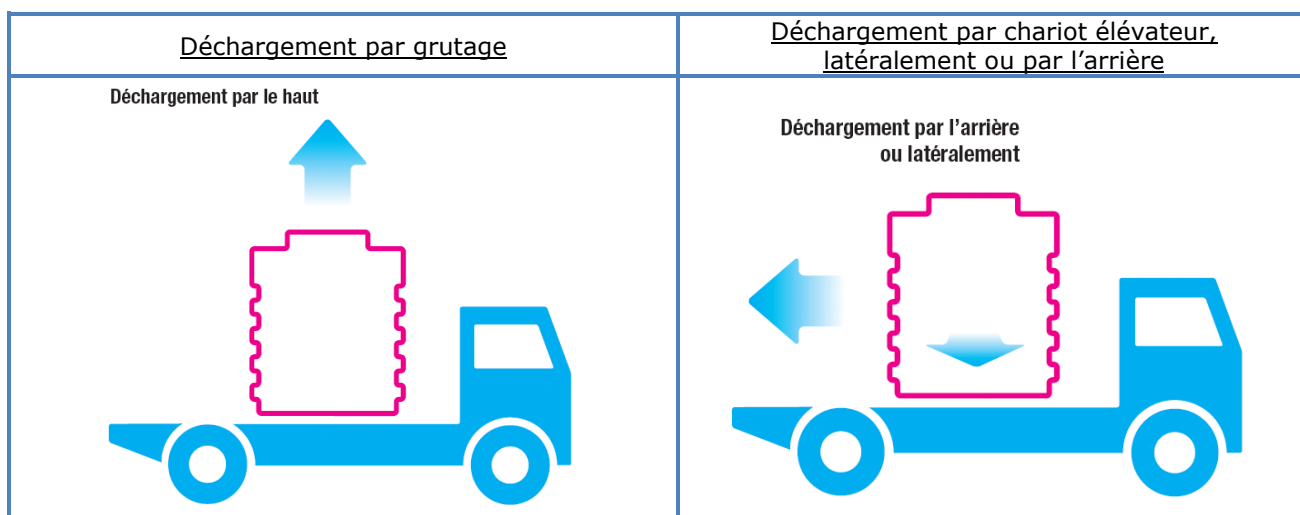 Déchargement par grutage
Déchargement par chariot élévateur,
latéralement ou par l’arrière
Déchargement par le haut
Déchargement par l’arrière
ou latéralement